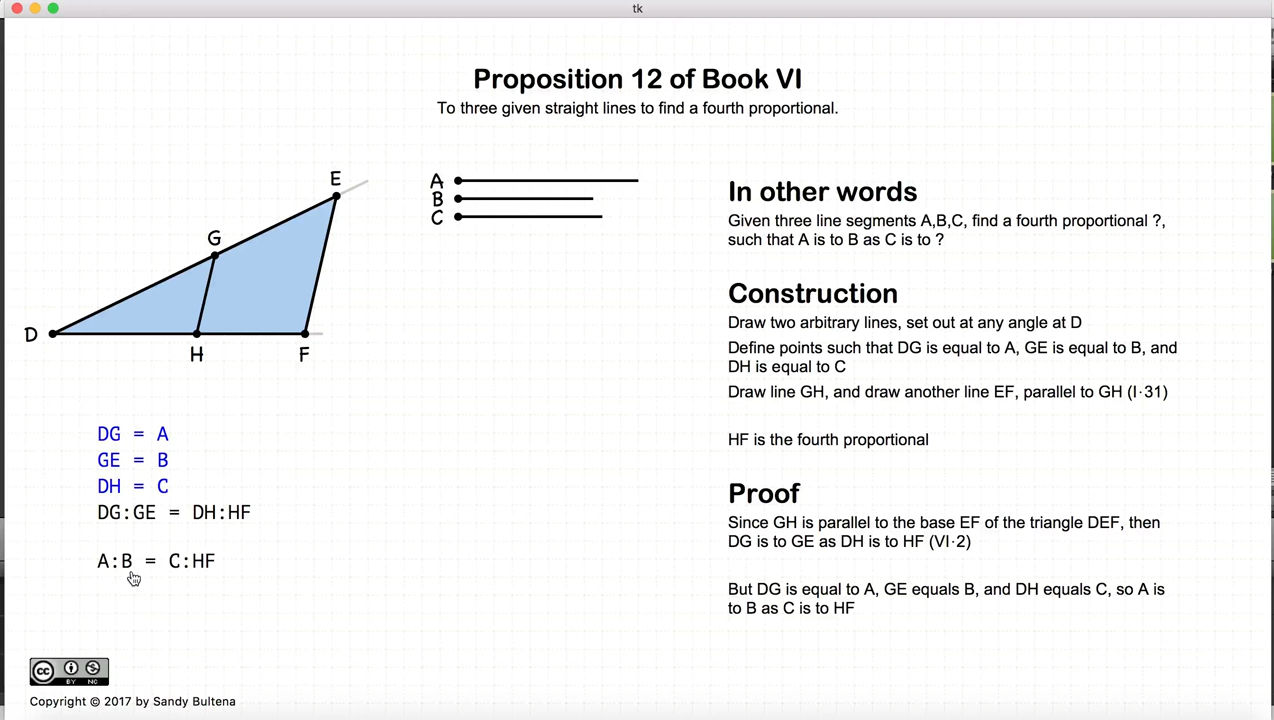 tk
Proposition 12 of Book VI
To three given straight lines to find a fourth proportional.
E
G
D
H
F
A
B
C
DG = A
GE = B
DH = C
DG:GE = DH:HF
A:B = C:HF
In other words
Given three line segments A,B,C, find a fourth proportional ?,
such that A is to B as C is to ?
Construction
Draw two arbitrary lines, set out at any angle at D
Define points such that DG is equal to A, GE is equal to B, and
DH is equal to C
Draw line GH, and draw another line EF, parallel to GH (I·31)
HF is the fourth proportional
Proof
Since GH is parallel to the base EF of the triangle DEF, then
DG is to GE as DH is to HF (VI·2)
But DG is equal to A, GE equals B, and DH equals C, so A is
to B as C is to HF
cc
BY NC
Copyright © 2017 by Sandy Bultena